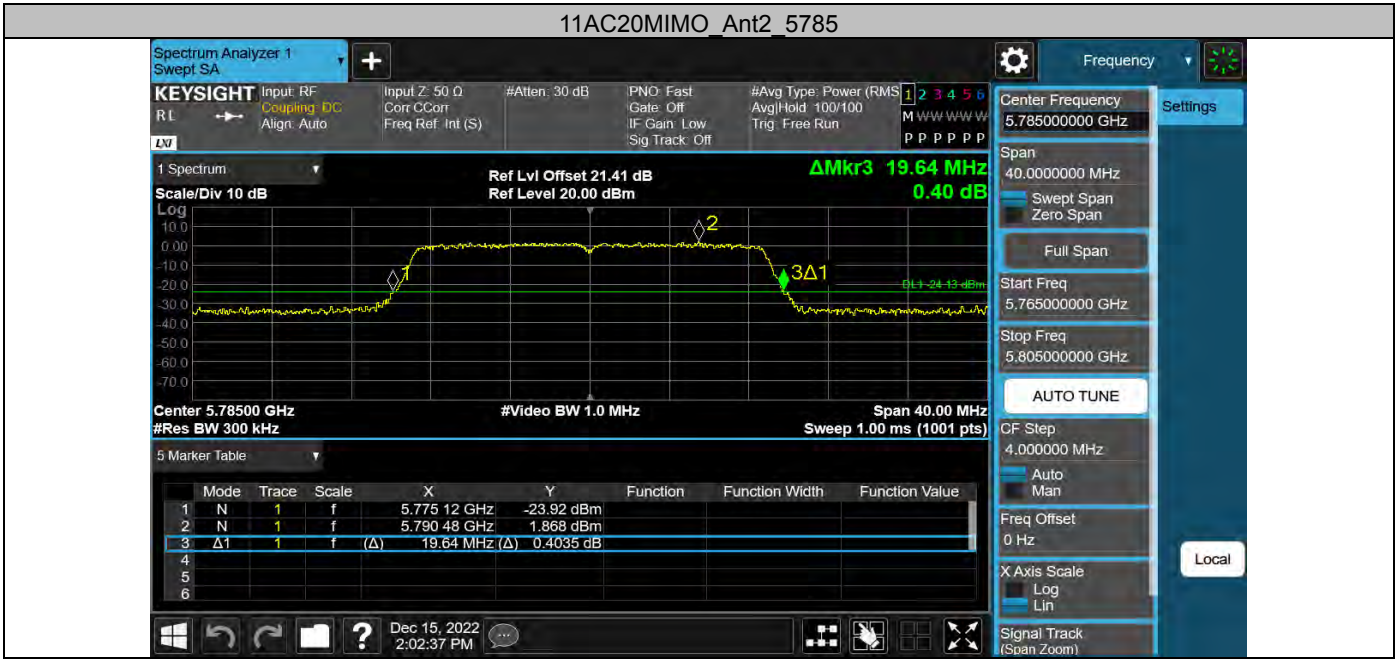 11AC20MIMO_Ant2_5785
Spectrum Analyzer 1
Swept SA
Frequency
KEYSIGHT
RL
LXI
Input: RF
Coupling: DC
Align: Auto
Input Z: 50 Ω
Corr CCorr
Freq Ref: Int (S)
#Atten: 30 dB
PNO: Fast
Gate: Off
IF Gain: Low
Sig Track: Off
#Avg Type: Power (RMS
Avg|Hold: 100/100
Trig: Free Run
1 2 3 4 5 6
M W W W W W
P P P P P P
1 Spectrum
Scale/Div 10 dB
Ref Lvl Offset 21.41 dB
Ref Level 20.00 dBm
ΔMkr3 19.64 MHz
0.40 dB
Log
10.0
0.00
-10.0
-20.0
-30.0
-40.0
-50.0
-60.0
-70.0
1
2
3Δ1
DL1 -24.13 dBm
Center 5.78500 GHz
#Video BW 1.0 MHz
Span 40.00 MHz
#Res BW 300 kHz
Sweep 1.00 ms (1001 pts)
5 Marker Table
Mode Trace Scale X Y Function Function Width Function Value
1 N 1 f 5.775 12 GHz -23.92 dBm
2 N 1 f 5.790 48 GHz 1.868 dBm
3 Δ1 1 f (Δ) 19.64 MHz (Δ) 0.4035 dB
4
5
6
Dec 15, 2022
2:02:37 PM
Center Frequency
5.785000000 GHz
Settings
Span
40.0000000 MHz
Swept Span
Zero Span
Full Span
Start Freq
5.765000000 GHz
Stop Freq
5.805000000 GHz
AUTO TUNE
CF Step
4.000000 MHz
Auto
Man
Freq Offset
0 Hz
X Axis Scale
Log
Lin
Local
Signal Track
(Span Zoom)